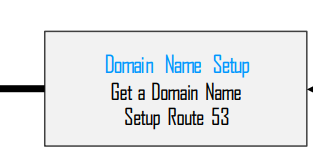 Domain Name Setup
Get a Domain Name
Setup Route 53